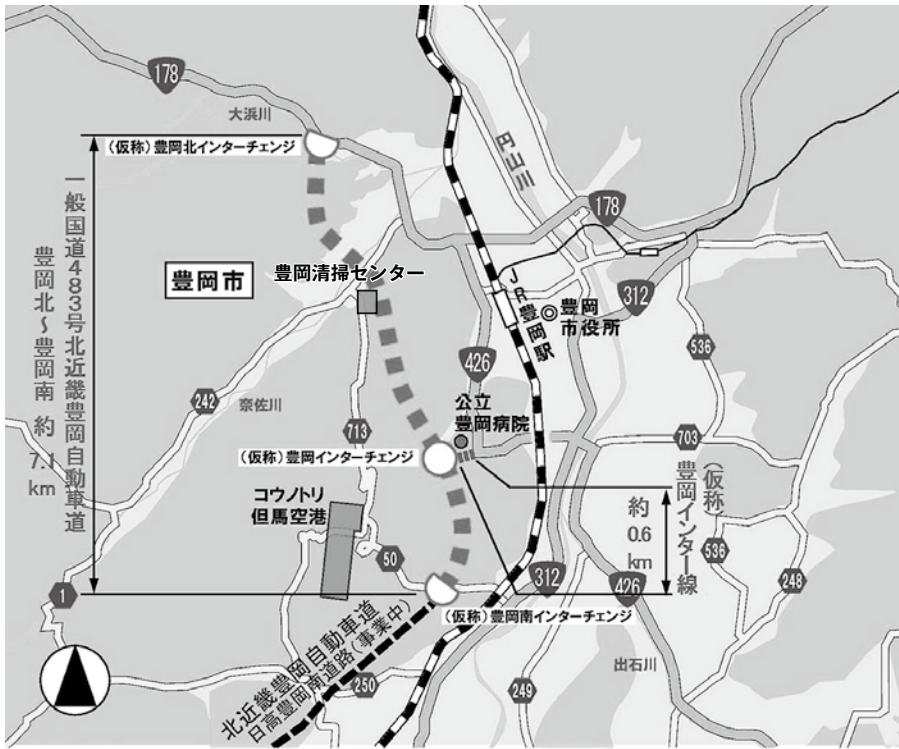 178
大浜川
(仮称)豊岡北インターチェンジ
円山川
178
一般国道483号北近畿豊岡自動車道
豊岡北～豊岡南 約7.1km
豊岡市
豊岡清掃センター
JR豊岡駅
豊岡
市役所
312
536
426
242
奈佐川
713
公立
豊岡病院
703
(仮称)豊岡インターチェンジ
(仮称)
豊岡インター線
約0.6km
コウノトリ
但馬空港
50
536
312
426
248
1
(仮称)豊岡南インターチェンジ
北近畿豊岡自動車道
日高豊岡南道路(事業中)
出石川
250
249